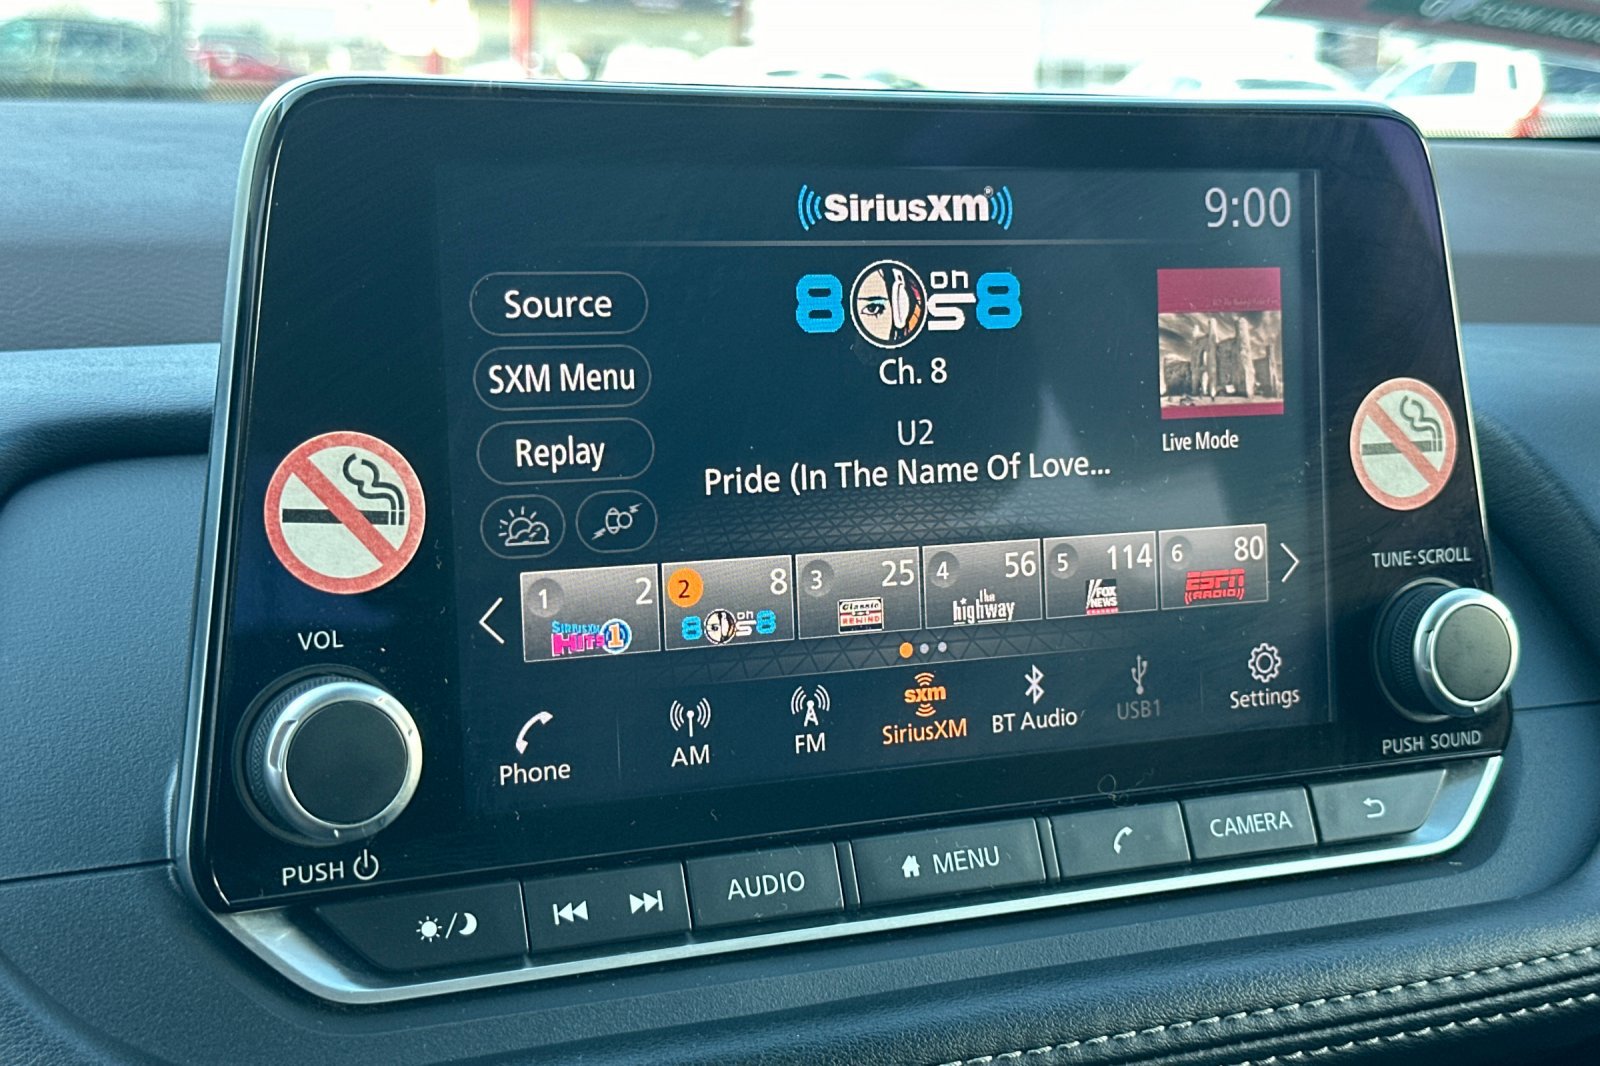 SiriusXM
9:00
Source
80s on 8
Ch. 8
SXM Menu
U2
Replay
Pride (In The Name Of Love...
Live Mode
TUNE·SCROLL
1 2 2 8 3 25 4 56 5 114 6 80
SIRIUSXM HITS 1
80s on 8
Classic REWIND
the highway
FOX NEWS
ESPN RADIO
VOL
Phone
AM
FM
sxm
SiriusXM
BT Audio
USB1
Settings
PUSH SOUND
PUSH
AUDIO
MENU
CAMERA